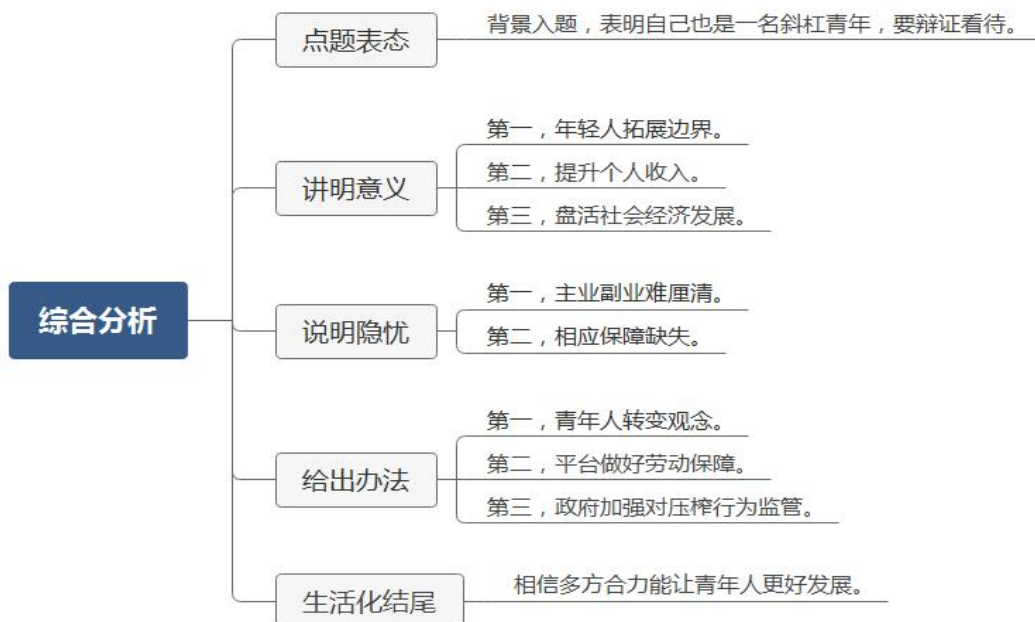 综合分析
点题表态
背景入题，表明自己也是一名斜杠青年，要辩证看待。
讲明意义
第一，年轻人拓展边界。
第二，提升个人收入。
第三，盘活社会经济发展。
说明隐忧
第一，主业副业难厘清。
第二，相应保障缺失。
给出办法
第一，青年人转变观念。
第二，平台做好劳动保障。
第三，政府加强对压榨行为监管。
生活化结尾
相信多方合力能让青年人更好发展。